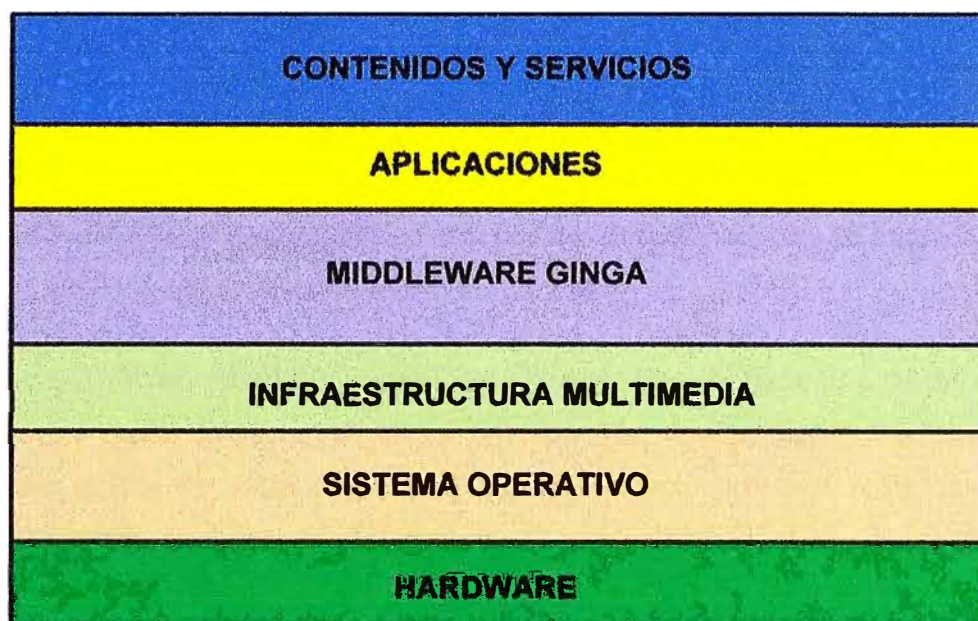 CONTENIDOS Y SERVICIOS
APLICACIONES
MIDDLEWARE GINGA
INFRAESTRUCTURA MULTIMEDIA
SISTEMA OPERATIVO
HARDWARE